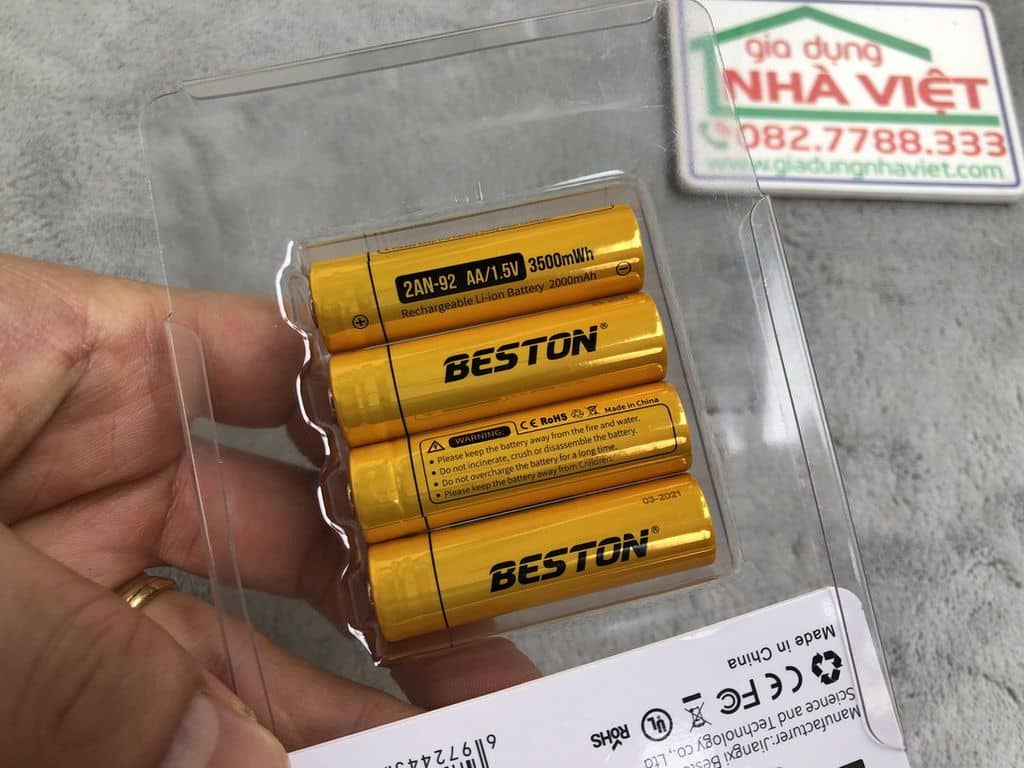 gia dụng
NHÀ VIỆT
082.7788.333
www.giadungnhaviet.com
2AN-92 AA/1.5V 3500mWh
Rechargeable Li-ion Battery 2000mAh
BESTON®
WARNING: CE RoHS Made in China
• Please keep the battery away from the fire and water.
• Do not incinerate, crush or disassemble the battery.
• Do not overcharge the battery for a long time.
• Please keep the battery away from Children.
03-2021
BESTON®
Made in China
CE FC UL RoHS
Science and Technology co., Ltd
Manufacturer:Jiangxi